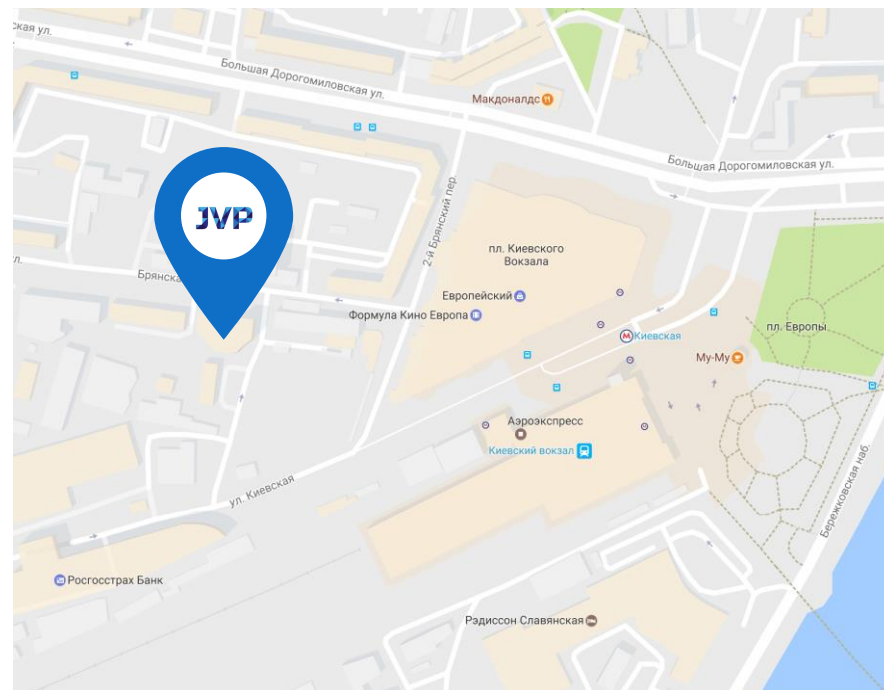 ская ул.
Большая Дорогомиловская ул.
Макдоналдс
Большая Дорогомиловская ул.
JVP
2-й Брянский пер.
пл. Киевского
Вокзала
ул.
Брянска
Европейский
Формула Кино Европа
пл. Европы
Киевская
Му-Му
Аэроэкспресс
Киевский вокзал
ул. Киевская
Бережковская наб.
Росгосстрах Банк
Рэдиссон Славянская